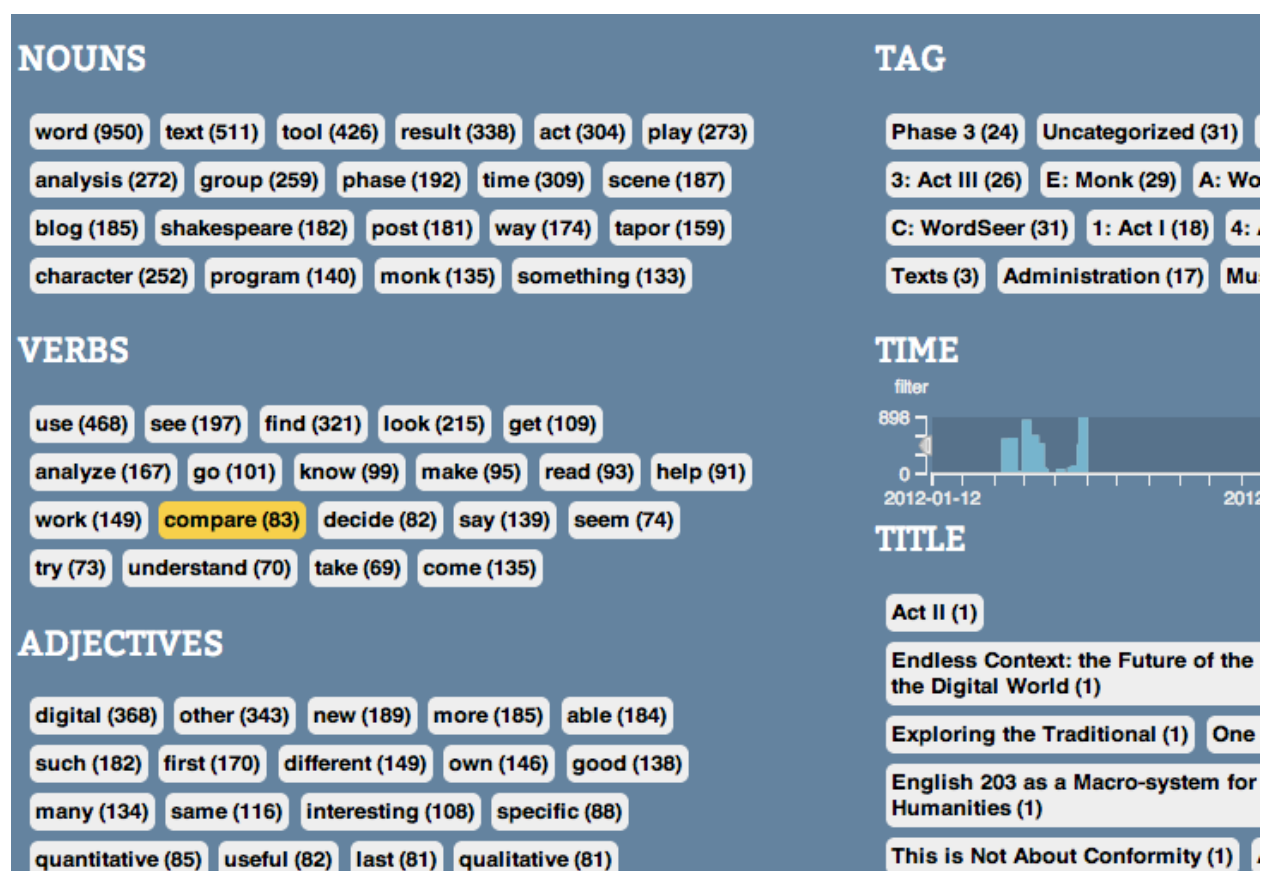 NOUNS
word (950) text (511) tool (426) result (338) act (304) play (273)
analysis (272) group (259) phase (192) time (309) scene (187)
blog (185) shakespeare (182) post (181) way (174) tapor (159)
character (252) program (140) monk (135) something (133)
VERBS
use (468) see (197) find (321) look (215) get (109)
analyze (167) go (101) know (99) make (95) read (93) help (91)
work (149) compare (83) decide (82) say (139) seem (74)
try (73) understand (70) take (69) come (135)
ADJECTIVES
digital (368) other (343) new (189) more (185) able (184)
such (182) first (170) different (149) own (146) good (138)
many (134) same (116) interesting (108) specific (88)
quantitative (85) useful (82) last (81) qualitative (81)
TAG
Phase 3 (24) Uncategorized (31)
3: Act III (26) E: Monk (29) A: Wo
C: WordSeer (31) 1: Act I (18) 4:
Texts (3) Administration (17) Mu
TIME
filter
898
0
2012-01-12 2012
TITLE
Act II (1)
Endless Context: the Future of the
the Digital World (1)
Exploring the Traditional (1) One
English 203 as a Macro-system for
Humanities (1)
This is Not About Conformity (1)